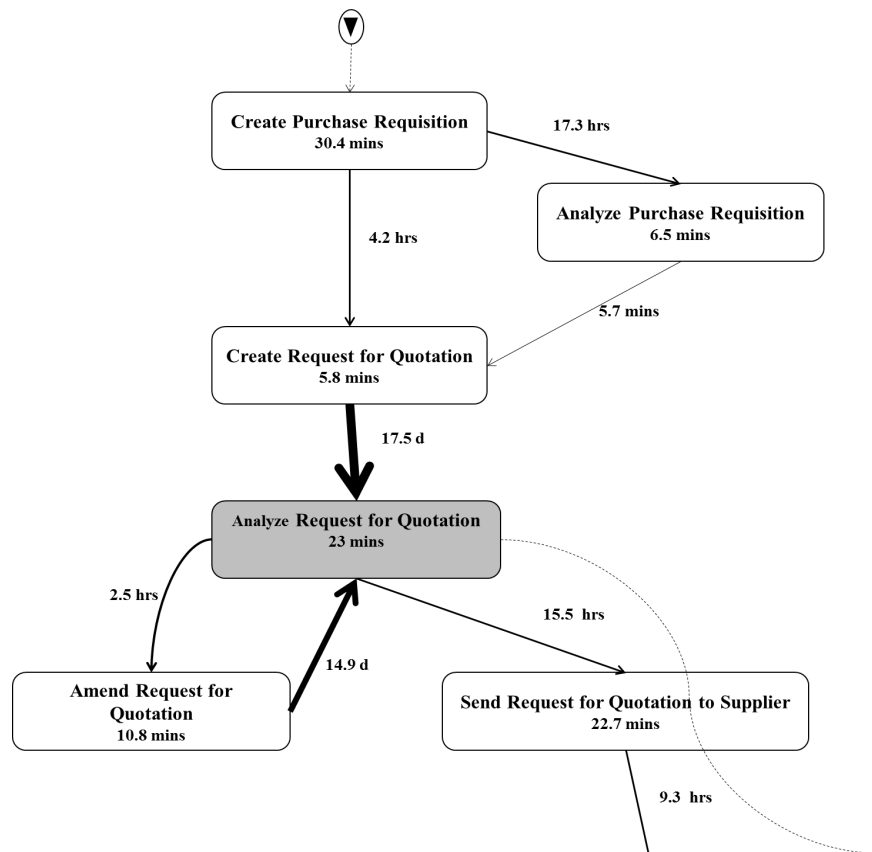 Create Purchase Requisition
30.4 mins
17.3 hrs
Analyze Purchase Requisition
6.5 mins
4.2 hrs
5.7 mins
Create Request for Quotation
5.8 mins
17.5 d
Analyze Request for Quotation
23 mins
2.5 hrs
15.5 hrs
14.9 d
Amend Request for
Quotation
10.8 mins
Send Request for Quotation to Supplier
22.7 mins
9.3 hrs